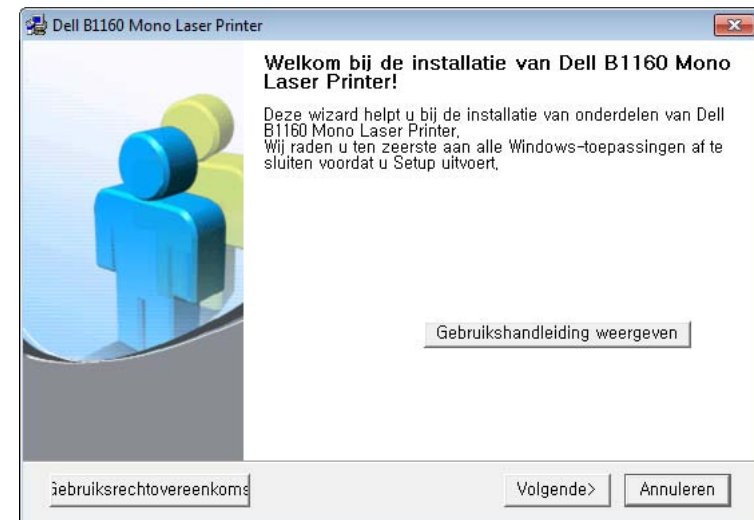 Dell B1160 Mono Laser Printer
Welkom bij de installatie van Dell B1160 Mono
Laser Printer!
Deze wizard helpt u bij de installatie van onderdelen van Dell
B1160 Mono Laser Printer,
Wij raden u ten zeerste aan alle Windows-toepassingen af te
sluiten voordat u Setup uitvoert,
Gebruikshandleiding weergeven
Gebruiksrechtovereenkoms
Volgende>
Annuleren